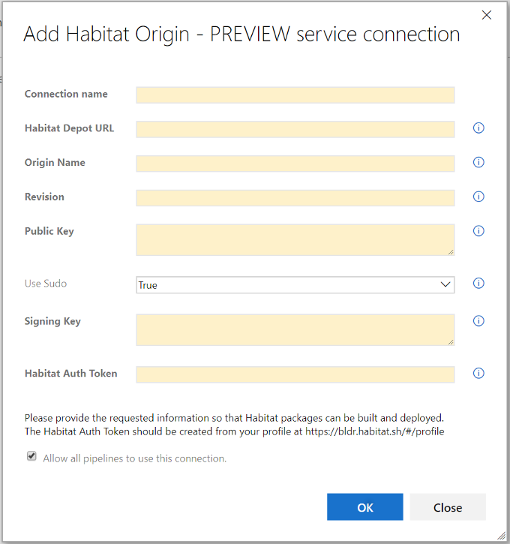 Add Habitat Origin - PREVIEW service connection
Connection name
Habitat Depot URL
Origin Name
Revision
Public Key
Use Sudo
True
Signing Key
Habitat Auth Token
Please provide the requested information so that Habitat packages can be built and deployed.
The Habitat Auth Token should be created from your profile at https://bldr.habitat.sh/#/profile
Allow all pipelines to use this connection.
OK
Close